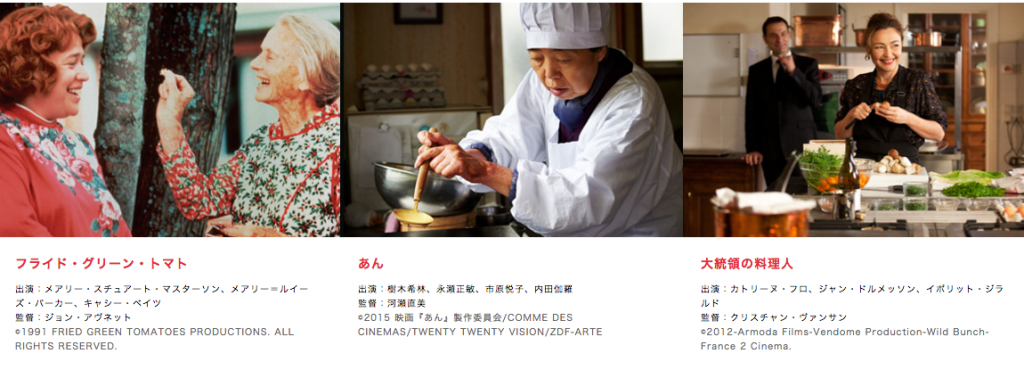 フライド・グリーン・トマト
出演：メアリー・スチュアート・マスターソン、メアリー＝ルイー
ズ・パーカー、キャシー・ベイツ
監督：ジョン・アヴネット
©1991 FRIED GREEN TOMATOES PRODUCTIONS. ALL
RIGHTS RESERVED.
あん
出演：樹木希林、永瀬正敏、市原悦子、内田伽羅
監督：河瀬直美
©2015 映画『あん』製作委員会/COMME DES
CINEMAS/TWENTY TWENTY VISION/ZDF-ARTE
大統領の料理人
出演：カトリーヌ・フロ、ジャン・ドルメッソン、イポリット・ジラ
ルド
監督：クリスチャン・ヴァンサン
©2012-Armoda Films-Vendome Production-Wild Bunch-
France 2 Cinema.